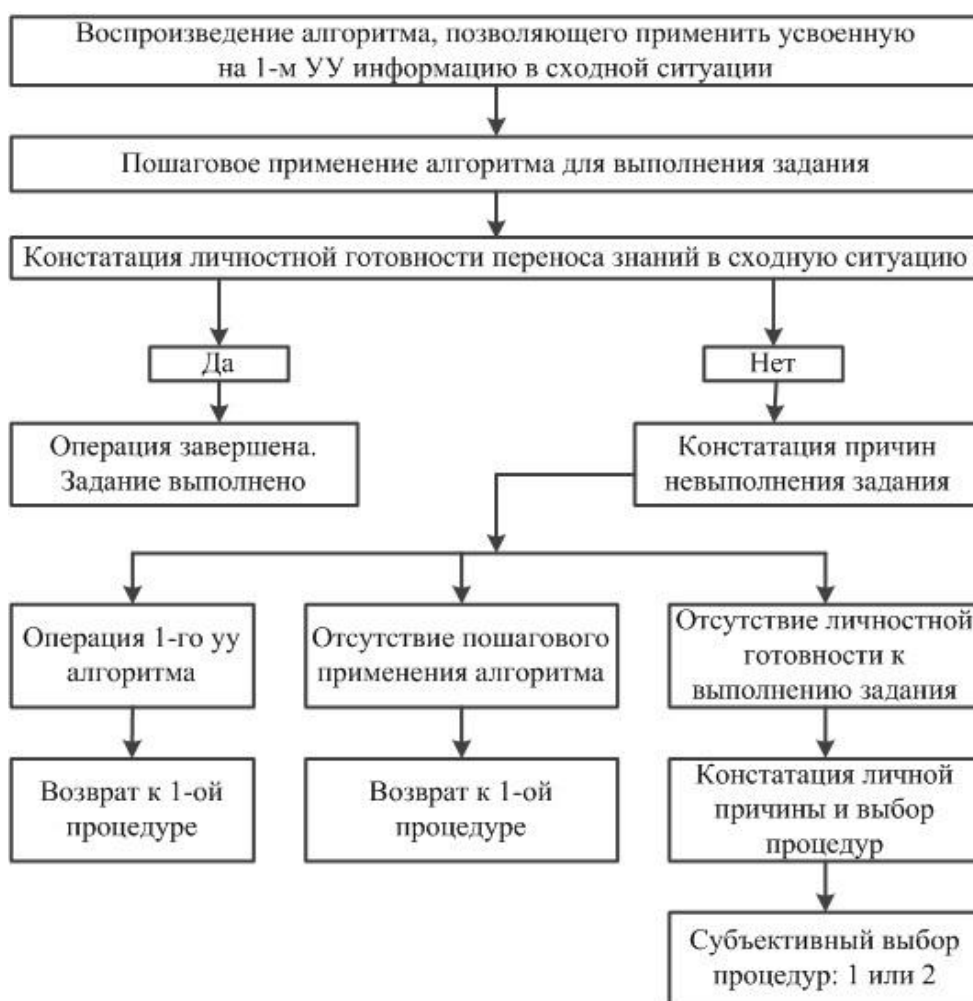 Воспроизведение алгоритма, позволяющего применить усвоенную
на 1-м УУ информацию в сходной ситуации
Пошаговое применение алгоритма для выполнения задания
Констатация личностной готовности переноса знаний в сходную ситуацию
Да
Нет
Операция завершена.
Задание выполнено
Констатация причин
невыполнения задания
Операция 1-го уу
алгоритма
Отсутствие пошагового
применения алгоритма
Отсутствие личностной
готовности к
выполнению задания
Возврат к 1-ой
процедуре
Возврат к 1-ой
процедуре
Констатация личной
причины и выбор
процедур
Субъективный выбор
процедур: 1 или 2